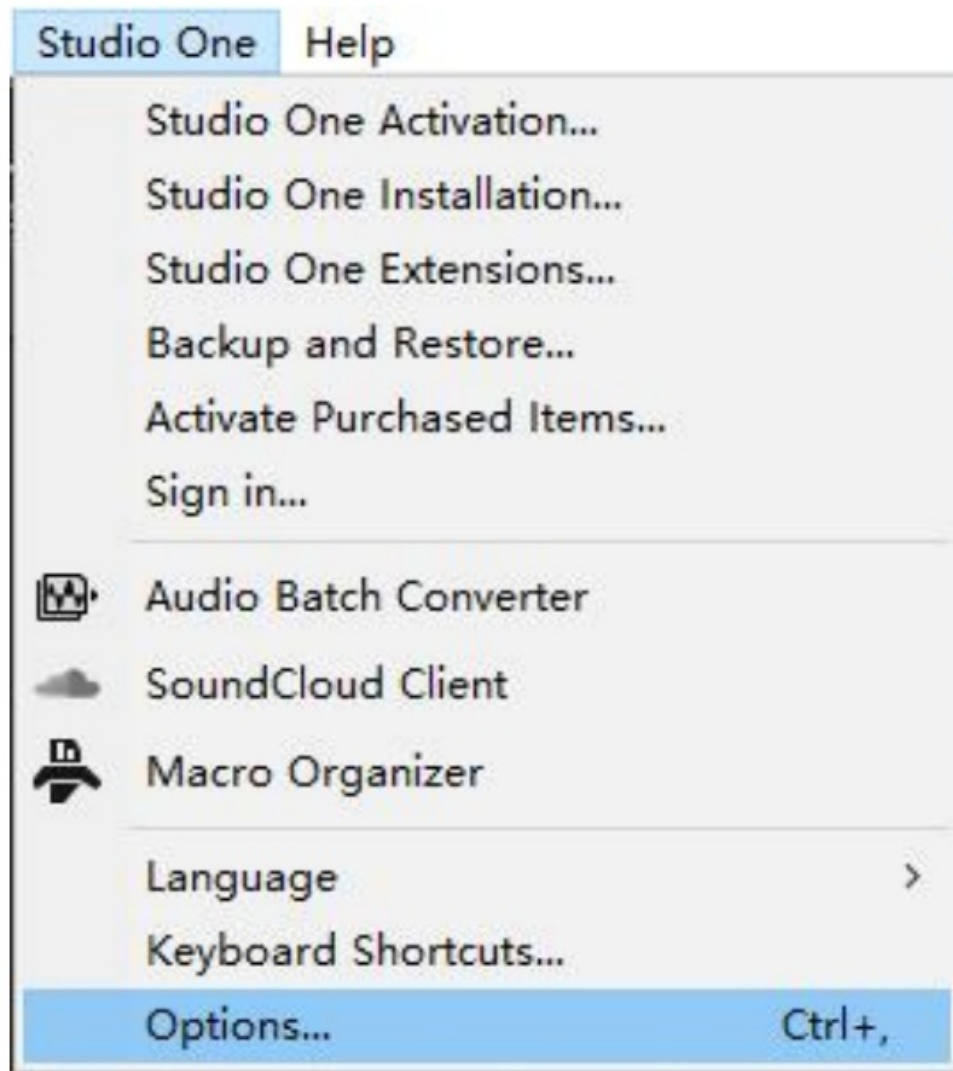 Studio One Help
Studio One Activation...
Studio One Installation...
Studio One Extensions...
Backup and Restore...
Activate Purchased Items...
Sign in...
Audio Batch Converter
SoundCloud Client
Macro Organizer
Language >
Keyboard Shortcuts...
Options... Ctrl+,